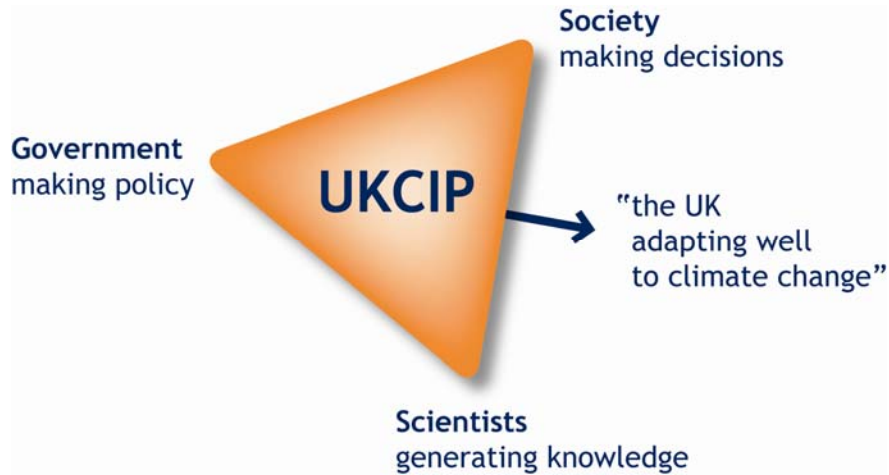 Society
making decisions
Government
making policy
UKCIP
“the UK
adapting well
to climate change”
Scientists
generating knowledge